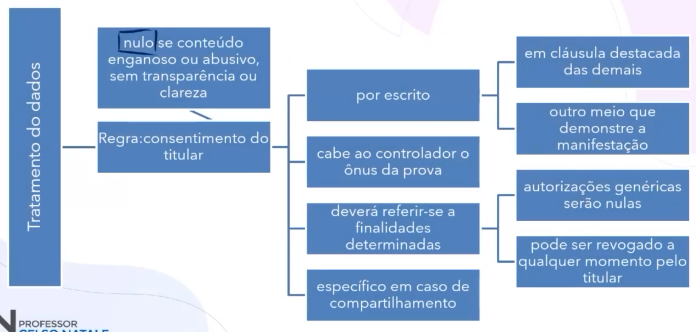 Tratamento do dados
nulo se conteúdo
enganoso ou abusivo,
sem transparência ou
clareza
Regra:consentimento do
titular
por escrito
em cláusula destacada
das demais
outro meio que
demonstre a
manifestação
cabe ao controlador o
ônus da prova
deverá referir-se a
finalidades
determinadas
autorizações genéricas
serão nulas
pode ser revogado a
qualquer momento pelo
titular
específico em caso de
compartilhamento
PROFESSOR
CELSO NATALE